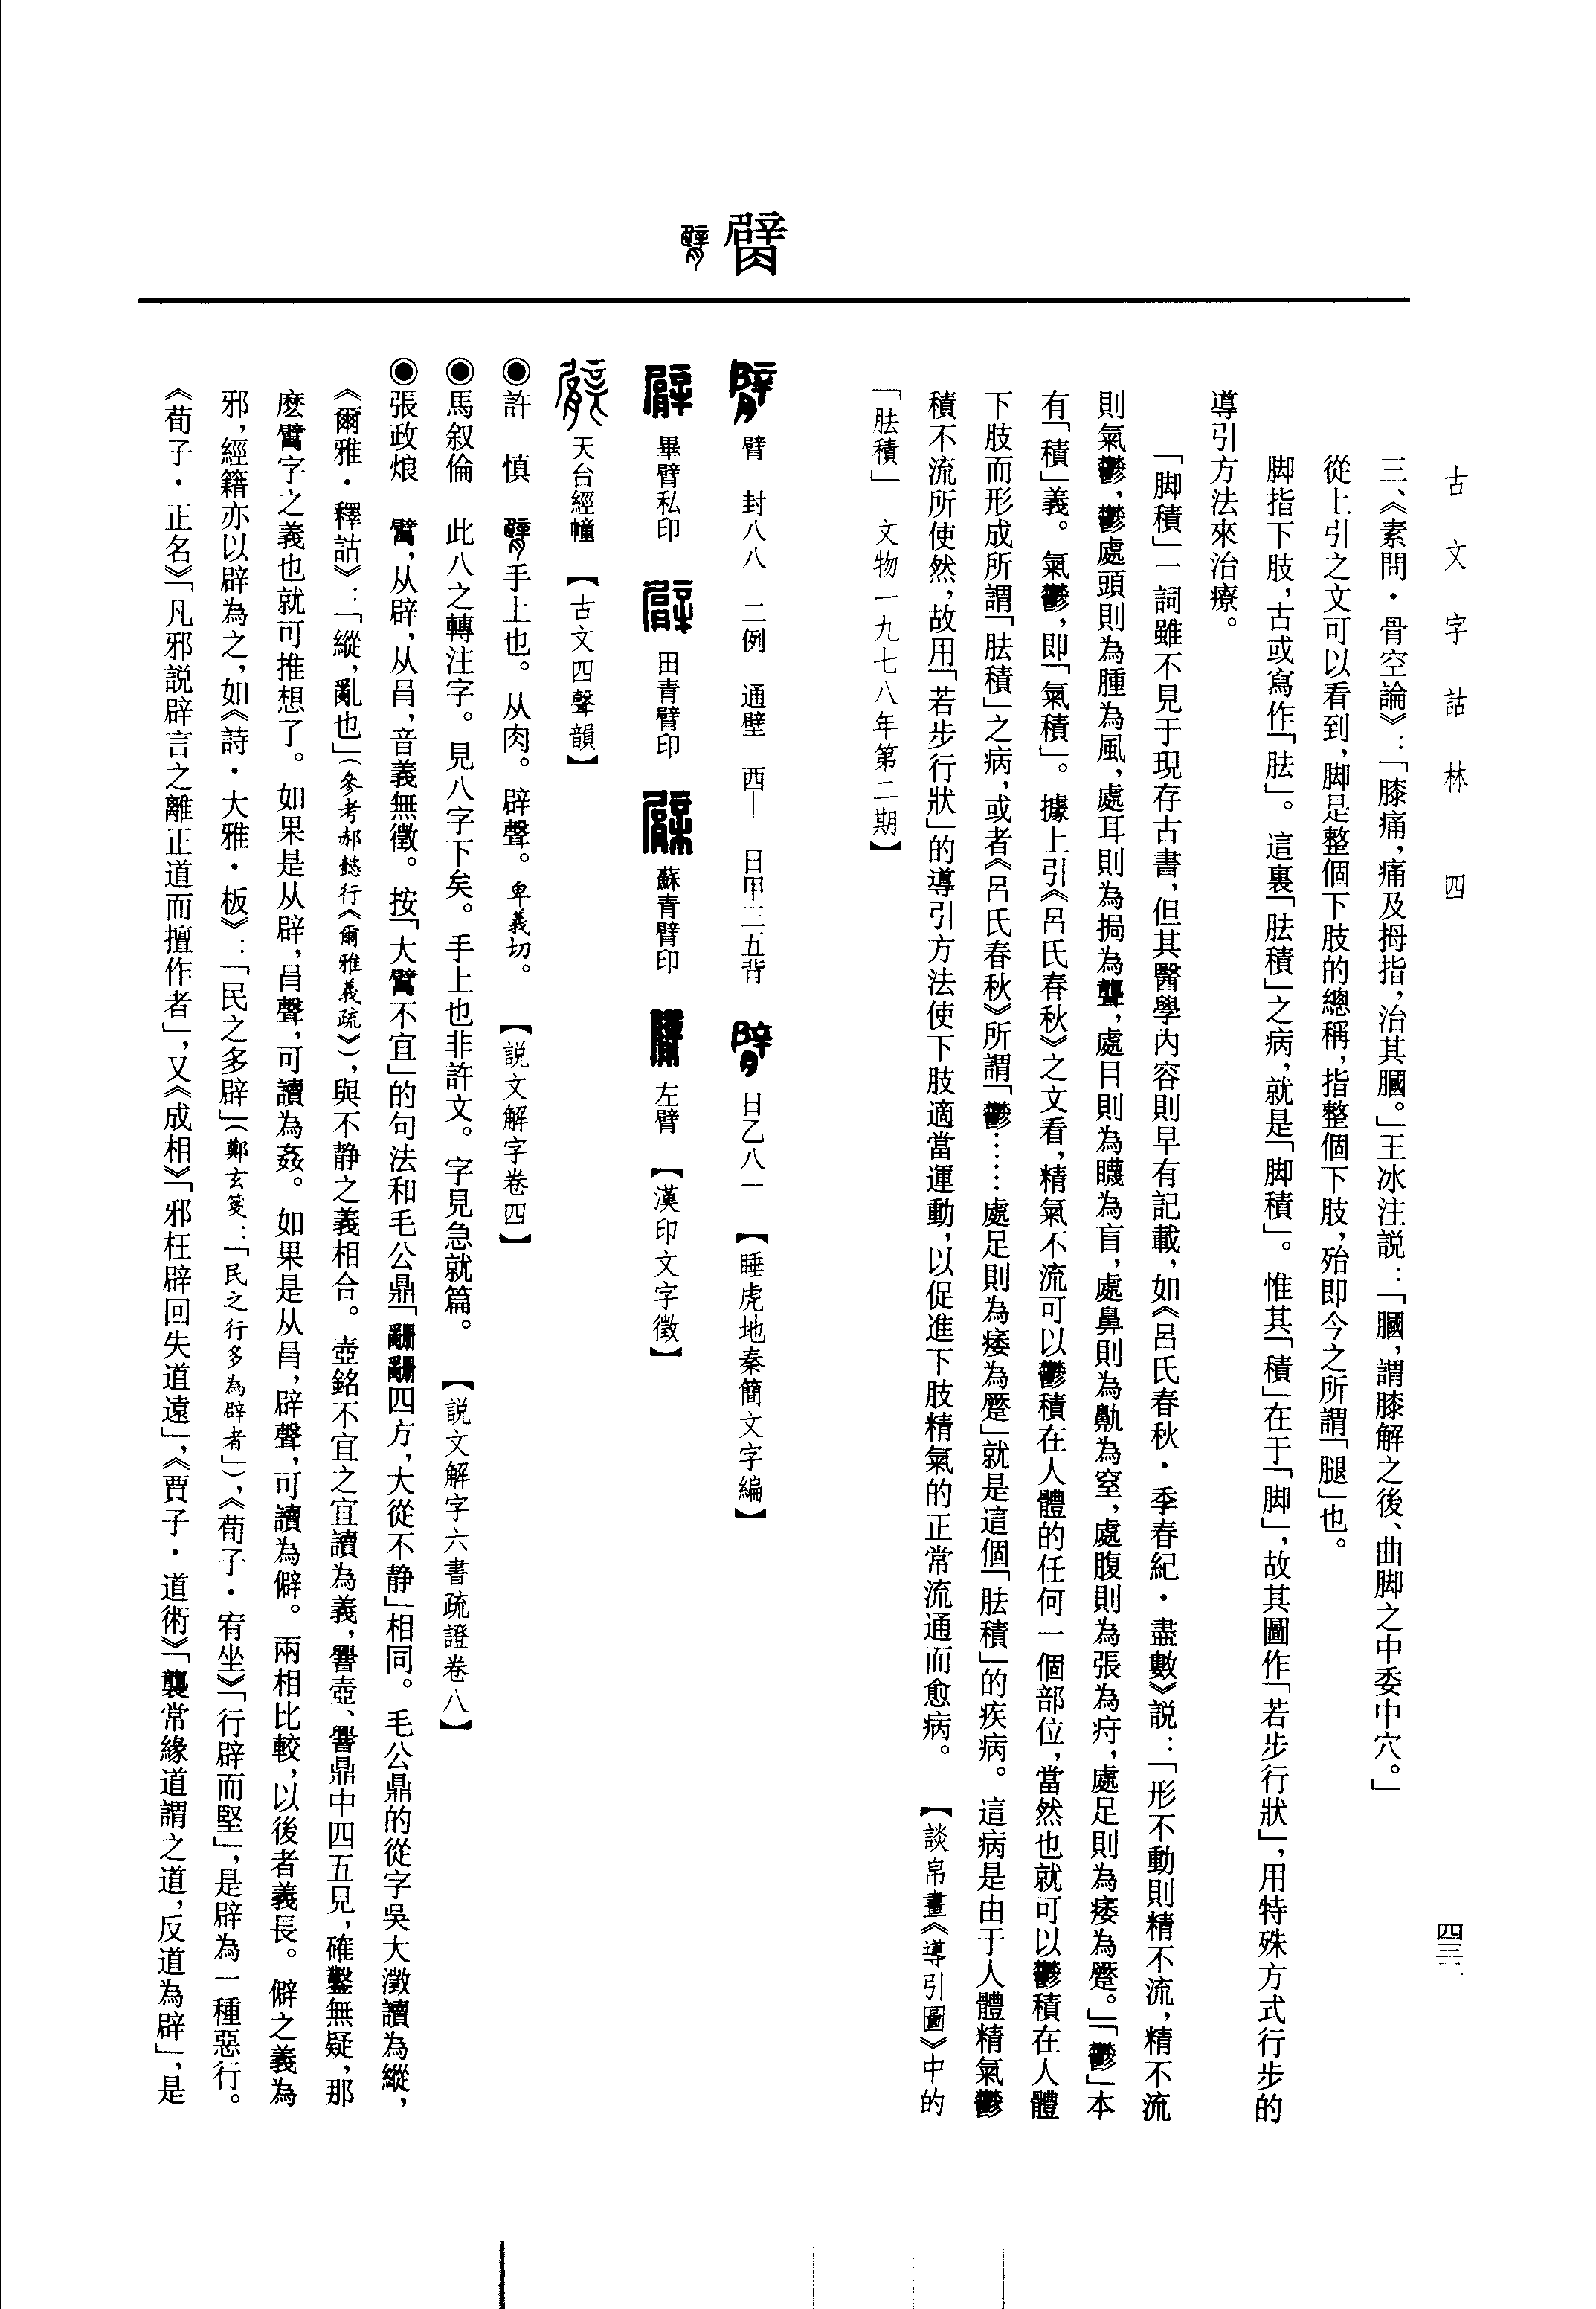 古文字詁林 四
四三二
三、《素問·骨空論》：「膝痛，痛及拇指，治其膕。」王冰注説：「膕，謂膝解之後、曲脚之中委中穴。」
從上引之文可以看到，脚是整個下肢的總稱，指整個下肢，殆即今之所謂「腿」也。
脚指下肢，古或寫作「胠」。這裏「胠積」之病，就是「脚積」。惟其「積」在于「脚」，故其圖作「若步行狀」，用特殊方式行步的
導引方法來治療。
「脚積」一詞雖不見于現存古書，但其醫學內容則早有記載，如《呂氏春秋·季春紀·盡數》説：「形不動則精不流，精不流
則氣鬱，鬱處頭則為腫為風，處耳則為挶為聾，處目則為䁾為盲，處鼻則為鼽為窒，處腹則為張為疛，處足則為痿為蹷。」「鬱」本
有「積」義。氣鬱，即「氣積」。據上引《呂氏春秋》之文看，精氣不流可以鬱積在人體的任何一個部位，當然也就可以鬱積在人體
下肢而形成所謂「胠積」之病，或者《呂氏春秋》所謂「鬱……處足則為痿為蹷」就是這個「胠積」的疾病。這病是由于人體精氣鬱
積不流所使然，故用「若步行狀」的導引方法使下肢適當運動，以促進下肢精氣的正常流通而愈病。【談帛畫《導引圖》中的
「胠積」 文物一九七八年第二期】
臂
臂 封八八 二例 通壁 西— 日甲三五背 日乙八一 【睡虎地秦簡文字編】
畢臂私印 田青臂印 蘇青臂印 左臂 【漢印文字徵】
天台經幢 【古文四聲韻】
◉許 慎 臂手上也。从肉。辟聲。卑義切。 【説文解字卷四】
◉馬叙倫 此八之轉注字。見八字下矣。手上也非許文。字見急就篇。 【説文解字六書疏證卷八】
◉張政烺 ，从辟，从㠯，音義無徵。按「大不宜」的句法和毛公鼎「四方，大從不静」相同。毛公鼎的從字吳大澂讀為縱，
《爾雅·釋詁》：「縱，亂也」（參考郝懿行《爾雅義疏》），與不静之義相合。壺銘不宜之宜讀為義，壺、鼎中四五見，確鑿無疑，那
麽字之義也就可推想了。如果是从辟，㠯聲，可讀為姦。如果是从㠯，辟聲，可讀為僻。兩相比較，以後者義長。僻之義為
邪，經籍亦以辟為之，如《詩·大雅·板》：「民之多辟」（鄭玄箋：「民之行多為辟者」），《荀子·宥坐》「行辟而堅」，是辟為一種惡行。
《荀子·正名》「凡邪説辟言之離正道而擅作者」，又《成相》「邪枉辟回失道遠」，《賈子·道術》「襲常緣道謂之道，反道為辟」，是